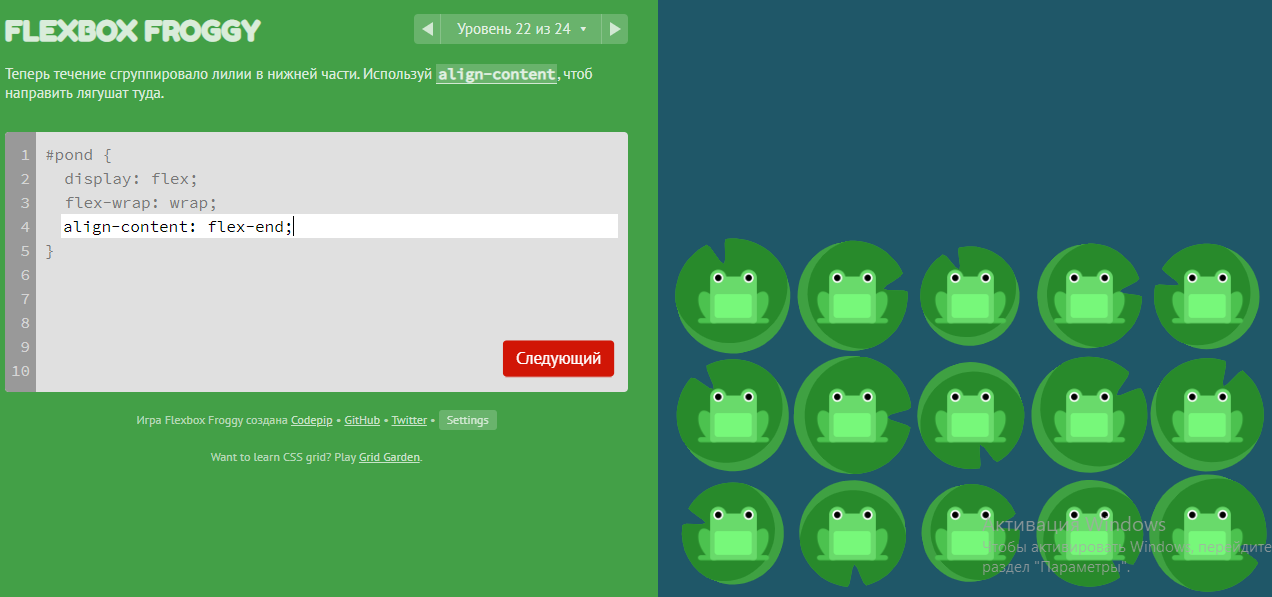 FLEXBOX FROGGY
Уровень 22 из 24
Теперь течение сгруппировало лилии в нижней части. Используй align-content, чтоб
направить лягушат туда.
1 #pond {
2 display: flex;
3 flex-wrap: wrap;
4 align-content: flex-end;
5 }
6
7
8
9
10
Следующий
Игра Flexbox Froggy создана Codepip • GitHub • Twitter • Settings
Want to learn CSS grid? Play Grid Garden.
Активация Windows
Чтобы активировать Windows, перейдите
раздел "Параметры".